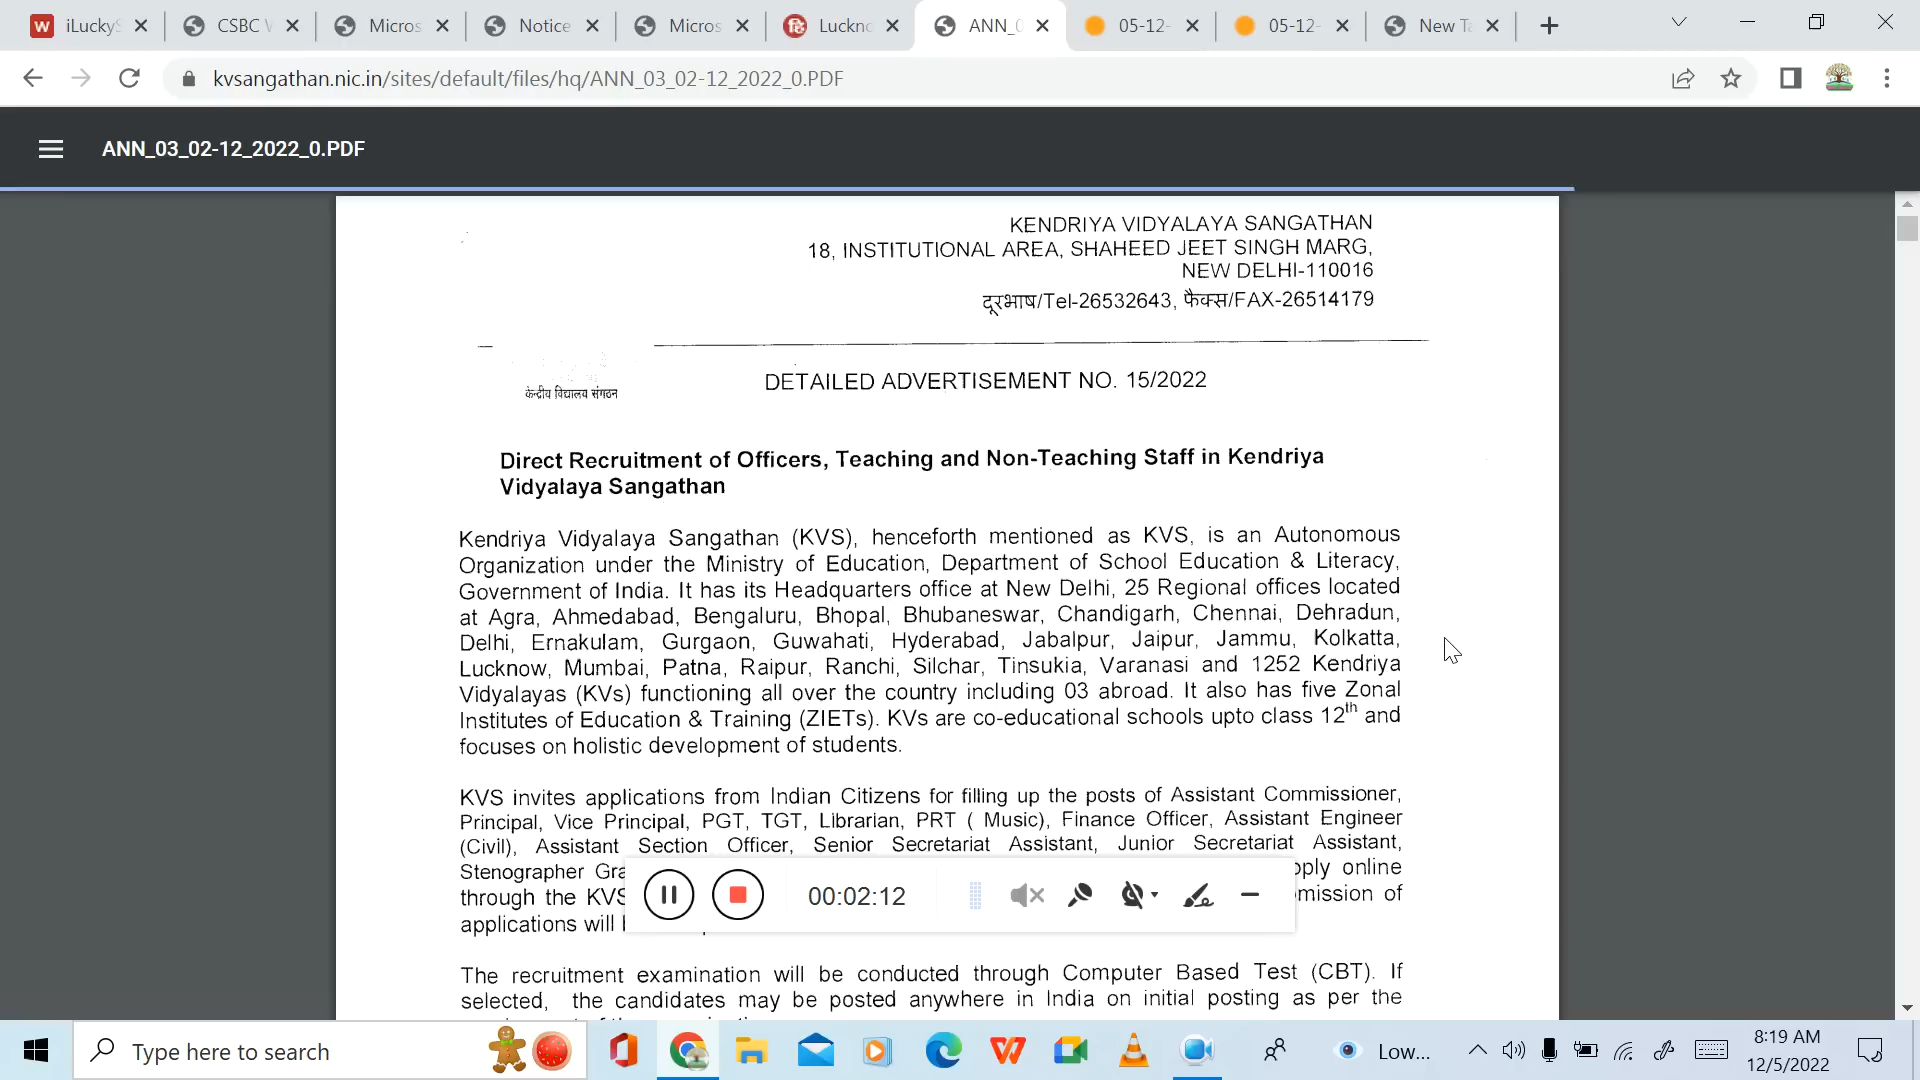 iLuckyS
CSBC W
Micros
Notice
Micros
Luckno
ANN_0
05-12-
05-12-
New Ta
kvsangathan.nic.in/sites/default/files/hq/ANN_03_02-12_2022_0.PDF
ANN_03_02-12_2022_0.PDF
KENDRIYA VIDYALAYA SANGATHAN
18, INSTITUTIONAL AREA, SHAHEED JEET SINGH MARG,
NEW DELHI-110016
दूरभाष/Tel-26532643, फैक्स/FAX-26514179
केन्द्रीय विद्यालय संगठन
DETAILED ADVERTISEMENT NO. 15/2022
Direct Recruitment of Officers, Teaching and Non-Teaching Staff in Kendriya
Vidyalaya Sangathan
Kendriya Vidyalaya Sangathan (KVS), henceforth mentioned as KVS, is an Autonomous
Organization under the Ministry of Education, Department of School Education & Literacy,
Government of India. It has its Headquarters office at New Delhi, 25 Regional offices located
at Agra, Ahmedabad, Bengaluru, Bhopal, Bhubaneswar, Chandigarh, Chennai, Dehradun,
Delhi, Ernakulam, Gurgaon, Guwahati, Hyderabad, Jabalpur, Jaipur, Jammu, Kolkatta,
Lucknow, Mumbai, Patna, Raipur, Ranchi, Silchar, Tinsukia, Varanasi and 1252 Kendriya
Vidyalayas (KVs) functioning all over the country including 03 abroad. It also has five Zonal
Institutes of Education & Training (ZIETs). KVs are co-educational schools upto class 12th and
focuses on holistic development of students.
KVS invites applications from Indian Citizens for filling up the posts of Assistant Commissioner,
Principal, Vice Principal, PGT, TGT, Librarian, PRT ( Music), Finance Officer, Assistant Engineer
(Civil), Assistant Section Officer, Senior Secretariat Assistant, Junior Secretariat Assistant,
Stenographer Gra pply online
through the KVS mission of
applications will
00:02:12
The recruitment examination will be conducted through Computer Based Test (CBT). If
selected, the candidates may be posted anywhere in India on initial posting as per the
Type here to search
Low...
8:19 AM
12/5/2022